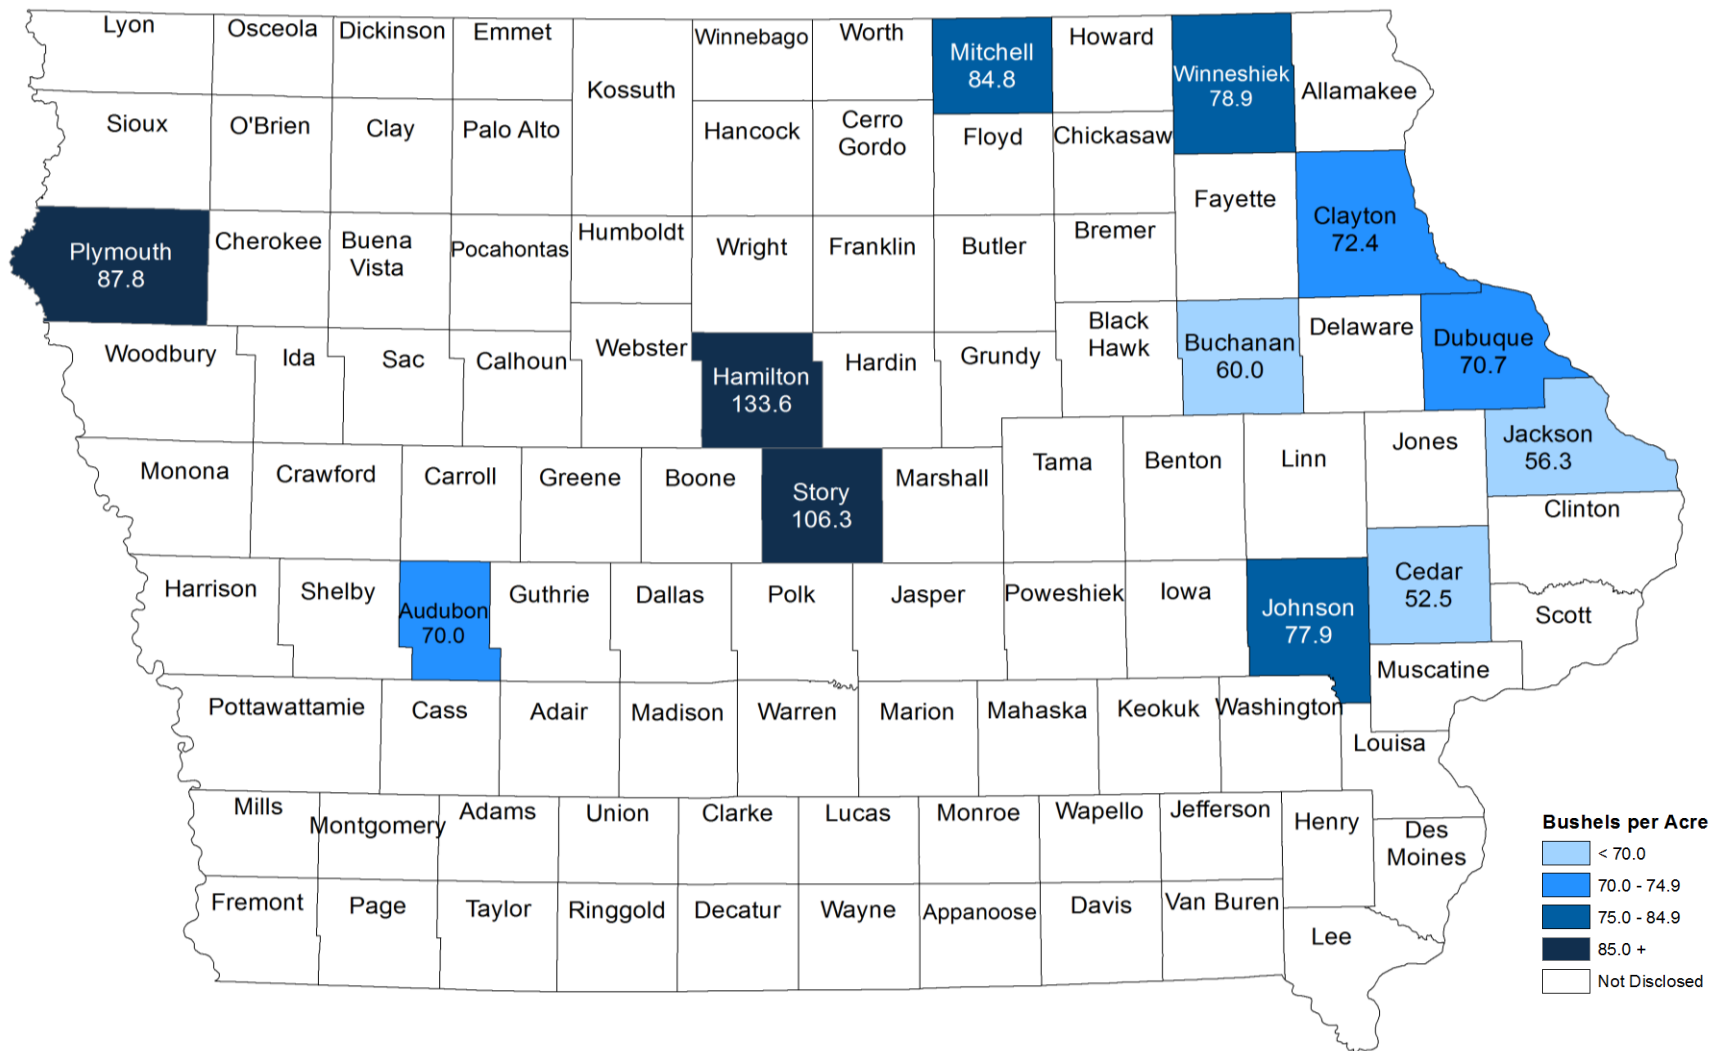 Lyon
Osceola
Dickinson
Emmet
Kossuth
Winnebago
Worth
Mitchell
84.8
Howard
Winneshiek
78.9
Allamakee
Sioux
O'Brien
Clay
Palo Alto
Hancock
Cerro
Gordo
Floyd
Chickasaw
Fayette
Clayton
72.4
Plymouth
87.8
Cherokee
Buena
Vista
Pocahontas
Humboldt
Wright
Franklin
Butler
Bremer
Woodbury
Ida
Sac
Calhoun
Webster
Hamilton
133.6
Hardin
Grundy
Black
Hawk
Buchanan
60.0
Delaware
Dubuque
70.7
Monona
Crawford
Carroll
Greene
Boone
Story
106.3
Marshall
Tama
Benton
Linn
Jones
Jackson
56.3
Clinton
Harrison
Shelby
Audubon
70.0
Guthrie
Dallas
Polk
Jasper
Poweshiek
Iowa
Johnson
77.9
Cedar
52.5
Scott
Muscatine
Pottawattamie
Cass
Adair
Madison
Warren
Marion
Mahaska
Keokuk
Washington
Louisa
Mills
Montgomery
Adams
Union
Clarke
Lucas
Monroe
Wapello
Jefferson
Henry
Des
Moines
Fremont
Page
Taylor
Ringgold
Decatur
Wayne
Appanoose
Davis
Van Buren
Lee
Bushels per Acre
< 70.0
70.0 - 74.9
75.0 - 84.9
85.0 +
Not Disclosed